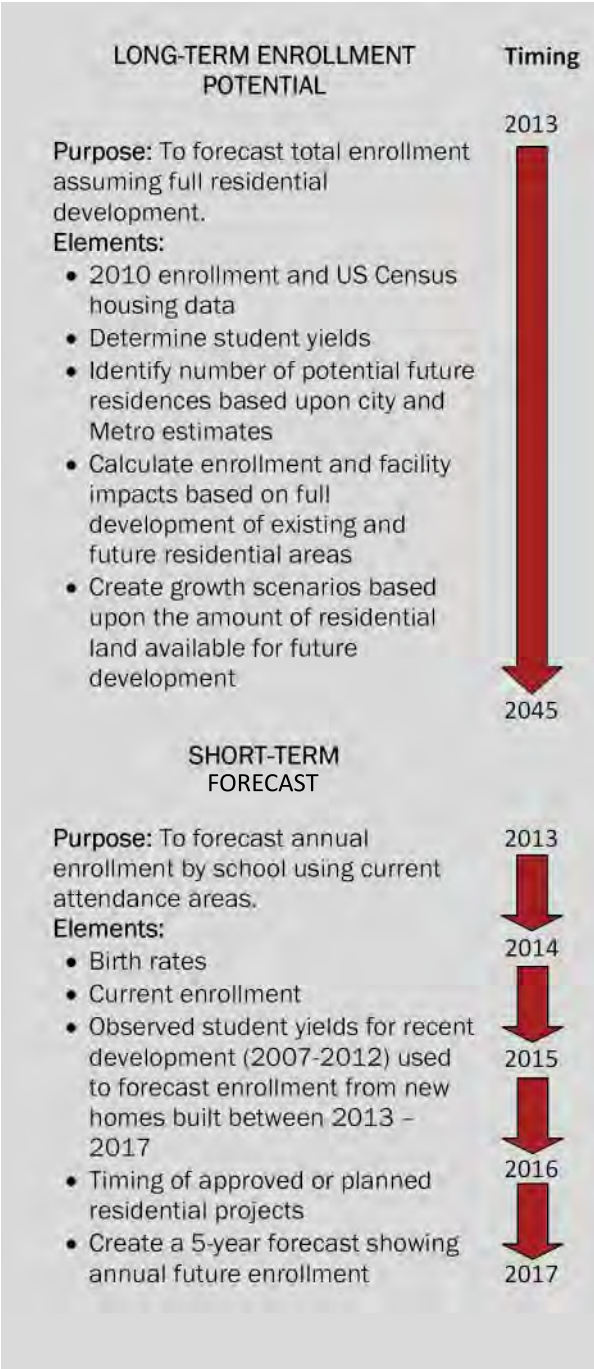 LONG-TERM ENROLLMENT
POTENTIAL
Timing
2013
Purpose: To forecast total enrollment
assuming full residential
development.
Elements:
• 2010 enrollment and US Census
housing data
• Determine student yields
• Identify number of potential future
residences based upon city and
Metro estimates
• Calculate enrollment and facility
impacts based on full
development of existing and
future residential areas
• Create growth scenarios based
upon the amount of residential
land available for future
development
2045
SHORT-TERM
FORECAST
Purpose: To forecast annual
enrollment by school using current
attendance areas.
Elements:
• Birth rates
• Current enrollment
• Observed student yields for recent
development (2007-2012) used
to forecast enrollment from new
homes built between 2013 –
2017
• Timing of approved or planned
residential projects
• Create a 5-year forecast showing
annual future enrollment
2013
2014
2015
2016
2017